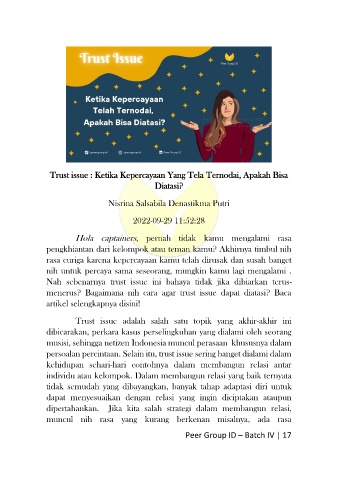 Trust Issue
Peer Group ID
Ketika Kepercayaan
Telah Ternodai,
Apakah Bisa Diatasi?
Trust issue : Ketika Kepercayaan Yang Tela Ternodai, Apakah Bisa
Diatasi?
Nisrina Salsabila Denastikma Putri
2022-09-29 11:52:28
Hola captainers, pernah tidak kamu mengalami rasa
pengkhiantan dari kelompok atau teman kamu? Akhirnya timbul nih
rasa curiga karena kepercayaan kamu telah dirusak dan susah banget
nih untuk percaya sama seseorang, mungkin kamu lagi mengalami .
Nah sebenarnya trust issue ini bahaya tidak jika dibiarkan terus-
menerus? Bagaimana nih cara agar trust issue dapat diatasi? Baca
artikel selengkapnya disini!
Trust issue adalah salah satu topik yang akhir-akhir ini
dibicarakan, perkara kasus perselingkuhan yang dialami oleh seorang
musisi, sehingga netizen Indonesia muncul perasaan khususnya dalam
persoalan percintaan. Selain itu, trust issue sering banget dialami dalam
kehidupan sehari-hari contohnya dalam membangun relasi antar
individu atau kelompok. Dalam membangun relasi yang baik ternyata
tidak semudah yang dibayangkan, banyak tahap adaptasi diri untuk
dapat menyesuaikan dengan relasi yang ingin diciptakan ataupun
dipertahankan. Jika kita salah strategi dalam membangun relasi,
muncul nih rasa yang kurang berkenan misalnya, ada rasa
Peer Group ID – Batch IV | 17